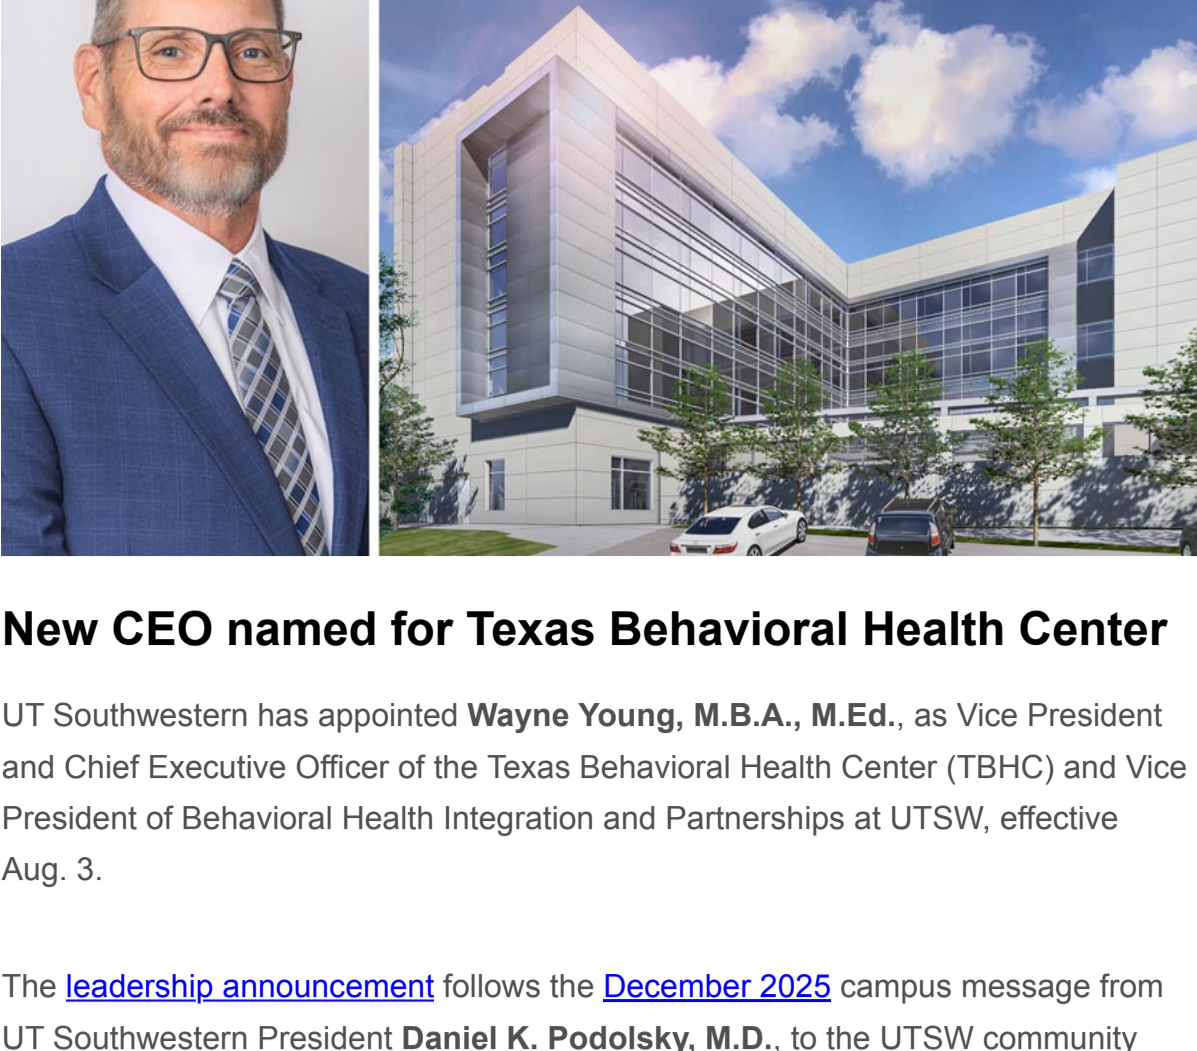 New CEO named for Texas Behavioral Health Center
UT Southwestern has appointed Wayne Young, M.B.A., M.Ed., as Vice President
and Chief Executive Officer of the Texas Behavioral Health Center (TBHC) and Vice
President of Behavioral Health Integration and Partnerships at UTSW, effective
Aug. 3.
The leadership announcement follows the December 2025 campus message from
UT Southwestern President Daniel K. Podolsky, M.D., to the UTSW community